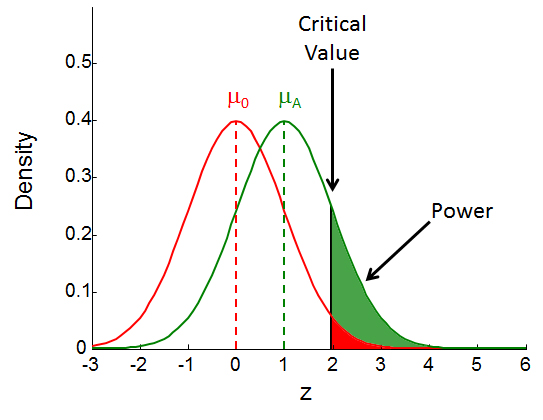 Critical
Value
0.5
μ0 μA
0.4
Density
0.3
Power
0.2
0.1
0
-3 -2 -1 0 1 2 3 4 5 6
z